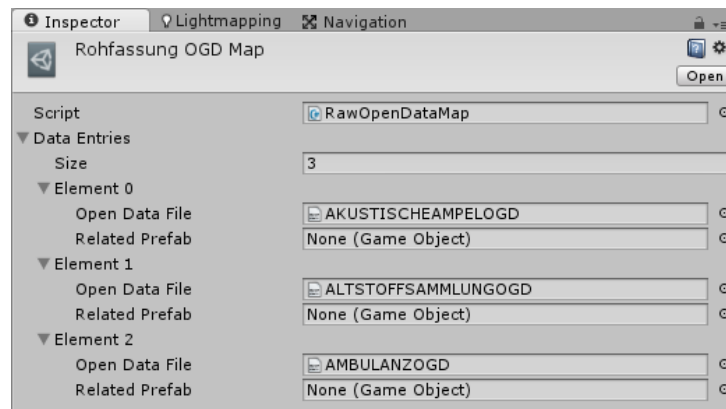 Inspector Lightmapping Navigation
Rohfassung OGD Map
Open
Script RawOpenDataMap
Data Entries
Size 3
Element 0
Open Data File AKUSTISCHEAMPELOGD
Related Prefab None (Game Object)
Element 1
Open Data File ALTSTOFFSAMMLUNGOGD
Related Prefab None (Game Object)
Element 2
Open Data File AMBULANZOGD
Related Prefab None (Game Object)